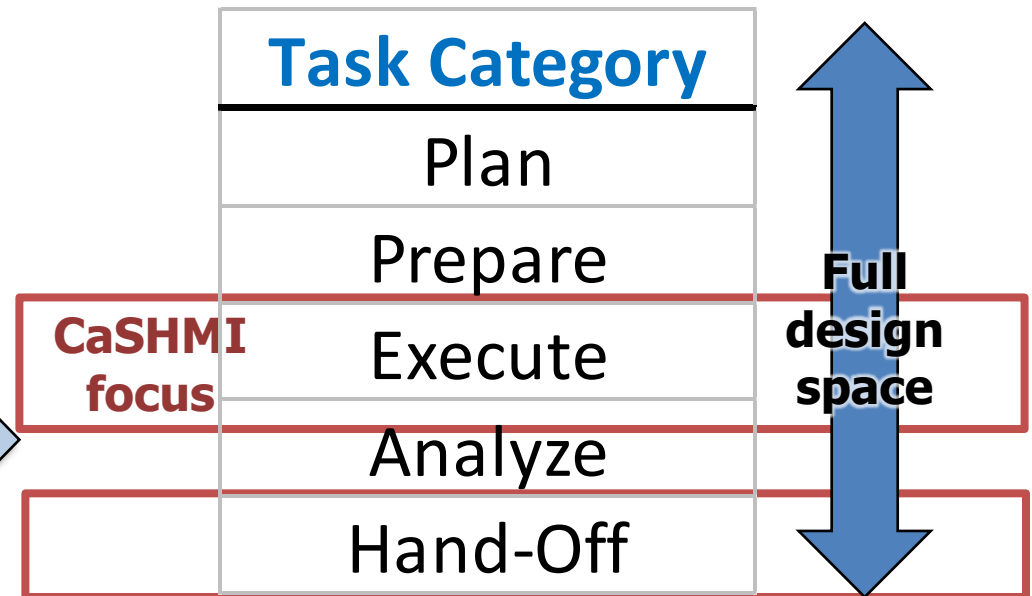 Task Category
Plan
Prepare
Execute
Analyze
Hand-Off
CaSHMI
focus
Full
design
space